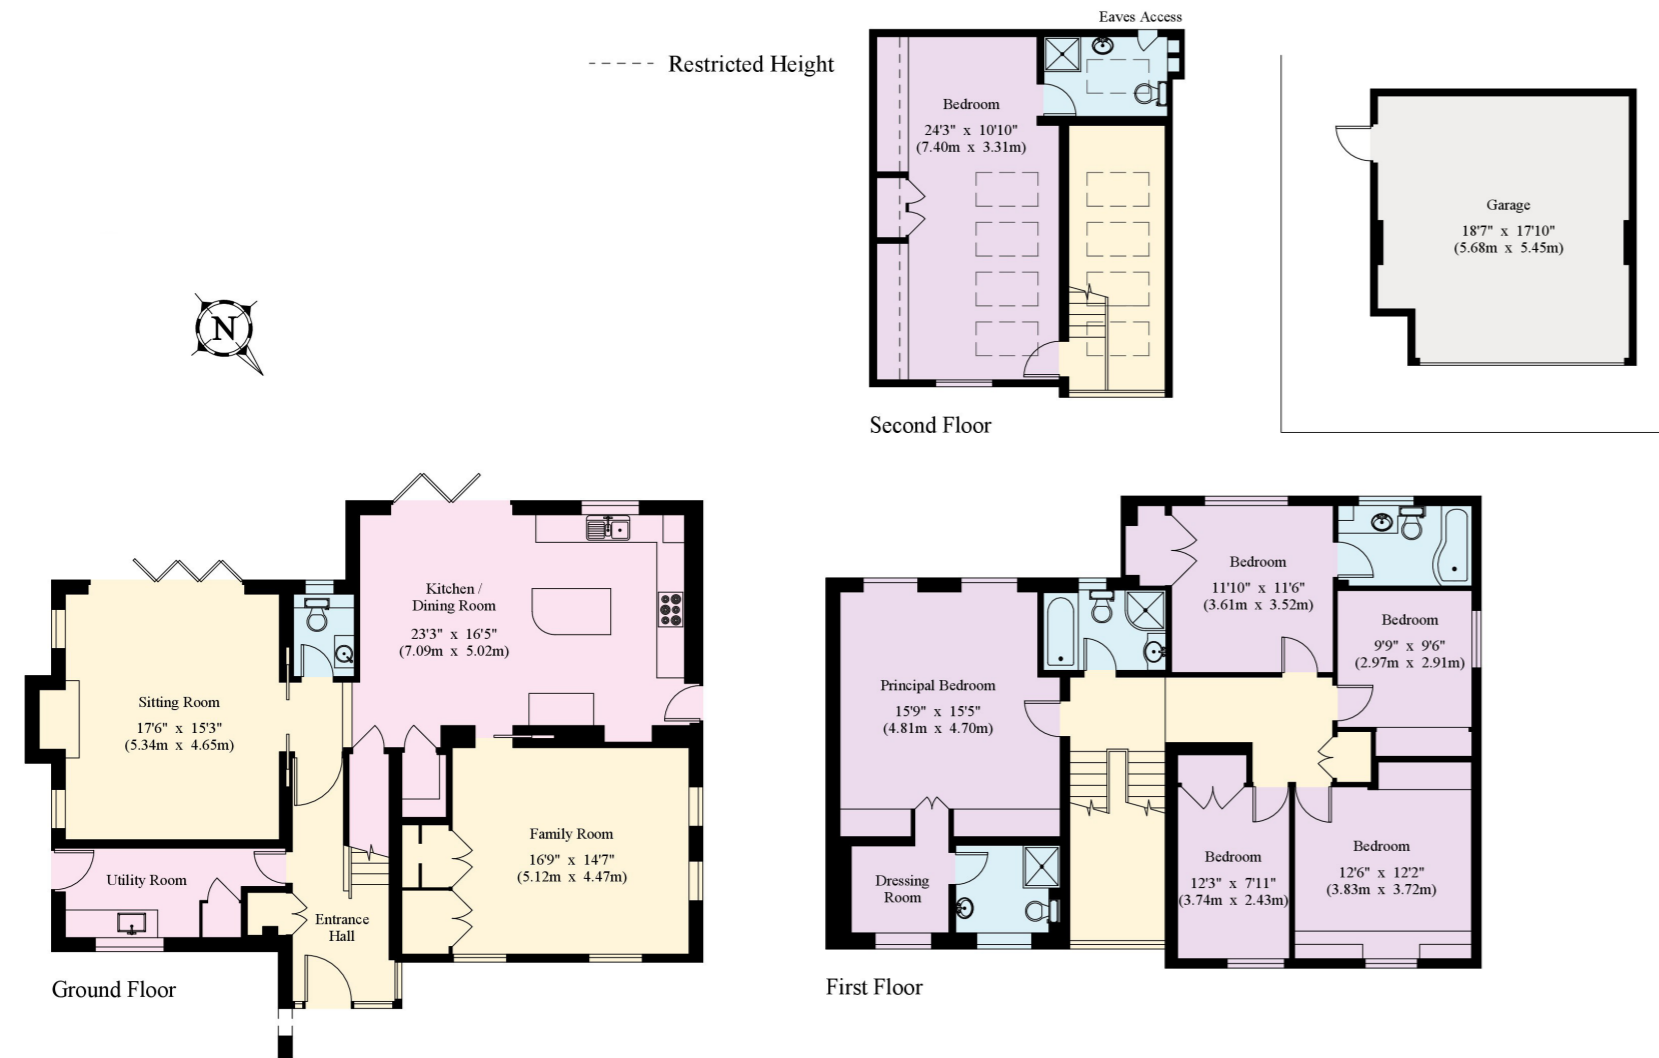 Eaves Access
Restricted Height
Bedroom
24'3" x 10'10"
(7.40m x 3.31m)
Garage
18'7" x 17'10"
(5.68m x 5.45m)
N
Second Floor
Kitchen /
Dining Room
23'3" x 16'5"
(7.09m x 5.02m)
Sitting Room
17'6" x 15'3"
(5.34m x 4.65m)
Family Room
16'9" x 14'7"
(5.12m x 4.47m)
Utility Room
Entrance
Hall
Ground Floor
Bedroom
11'10" x 11'6"
(3.61m x 3.52m)
Bedroom
9'9" x 9'6"
(2.97m x 2.91m)
Principal Bedroom
15'9" x 15'5"
(4.81m x 4.70m)
Dressing
Room
Bedroom
12'3" x 7'11"
(3.74m x 2.43m)
Bedroom
12'6" x 12'2"
(3.83m x 3.72m)
First Floor